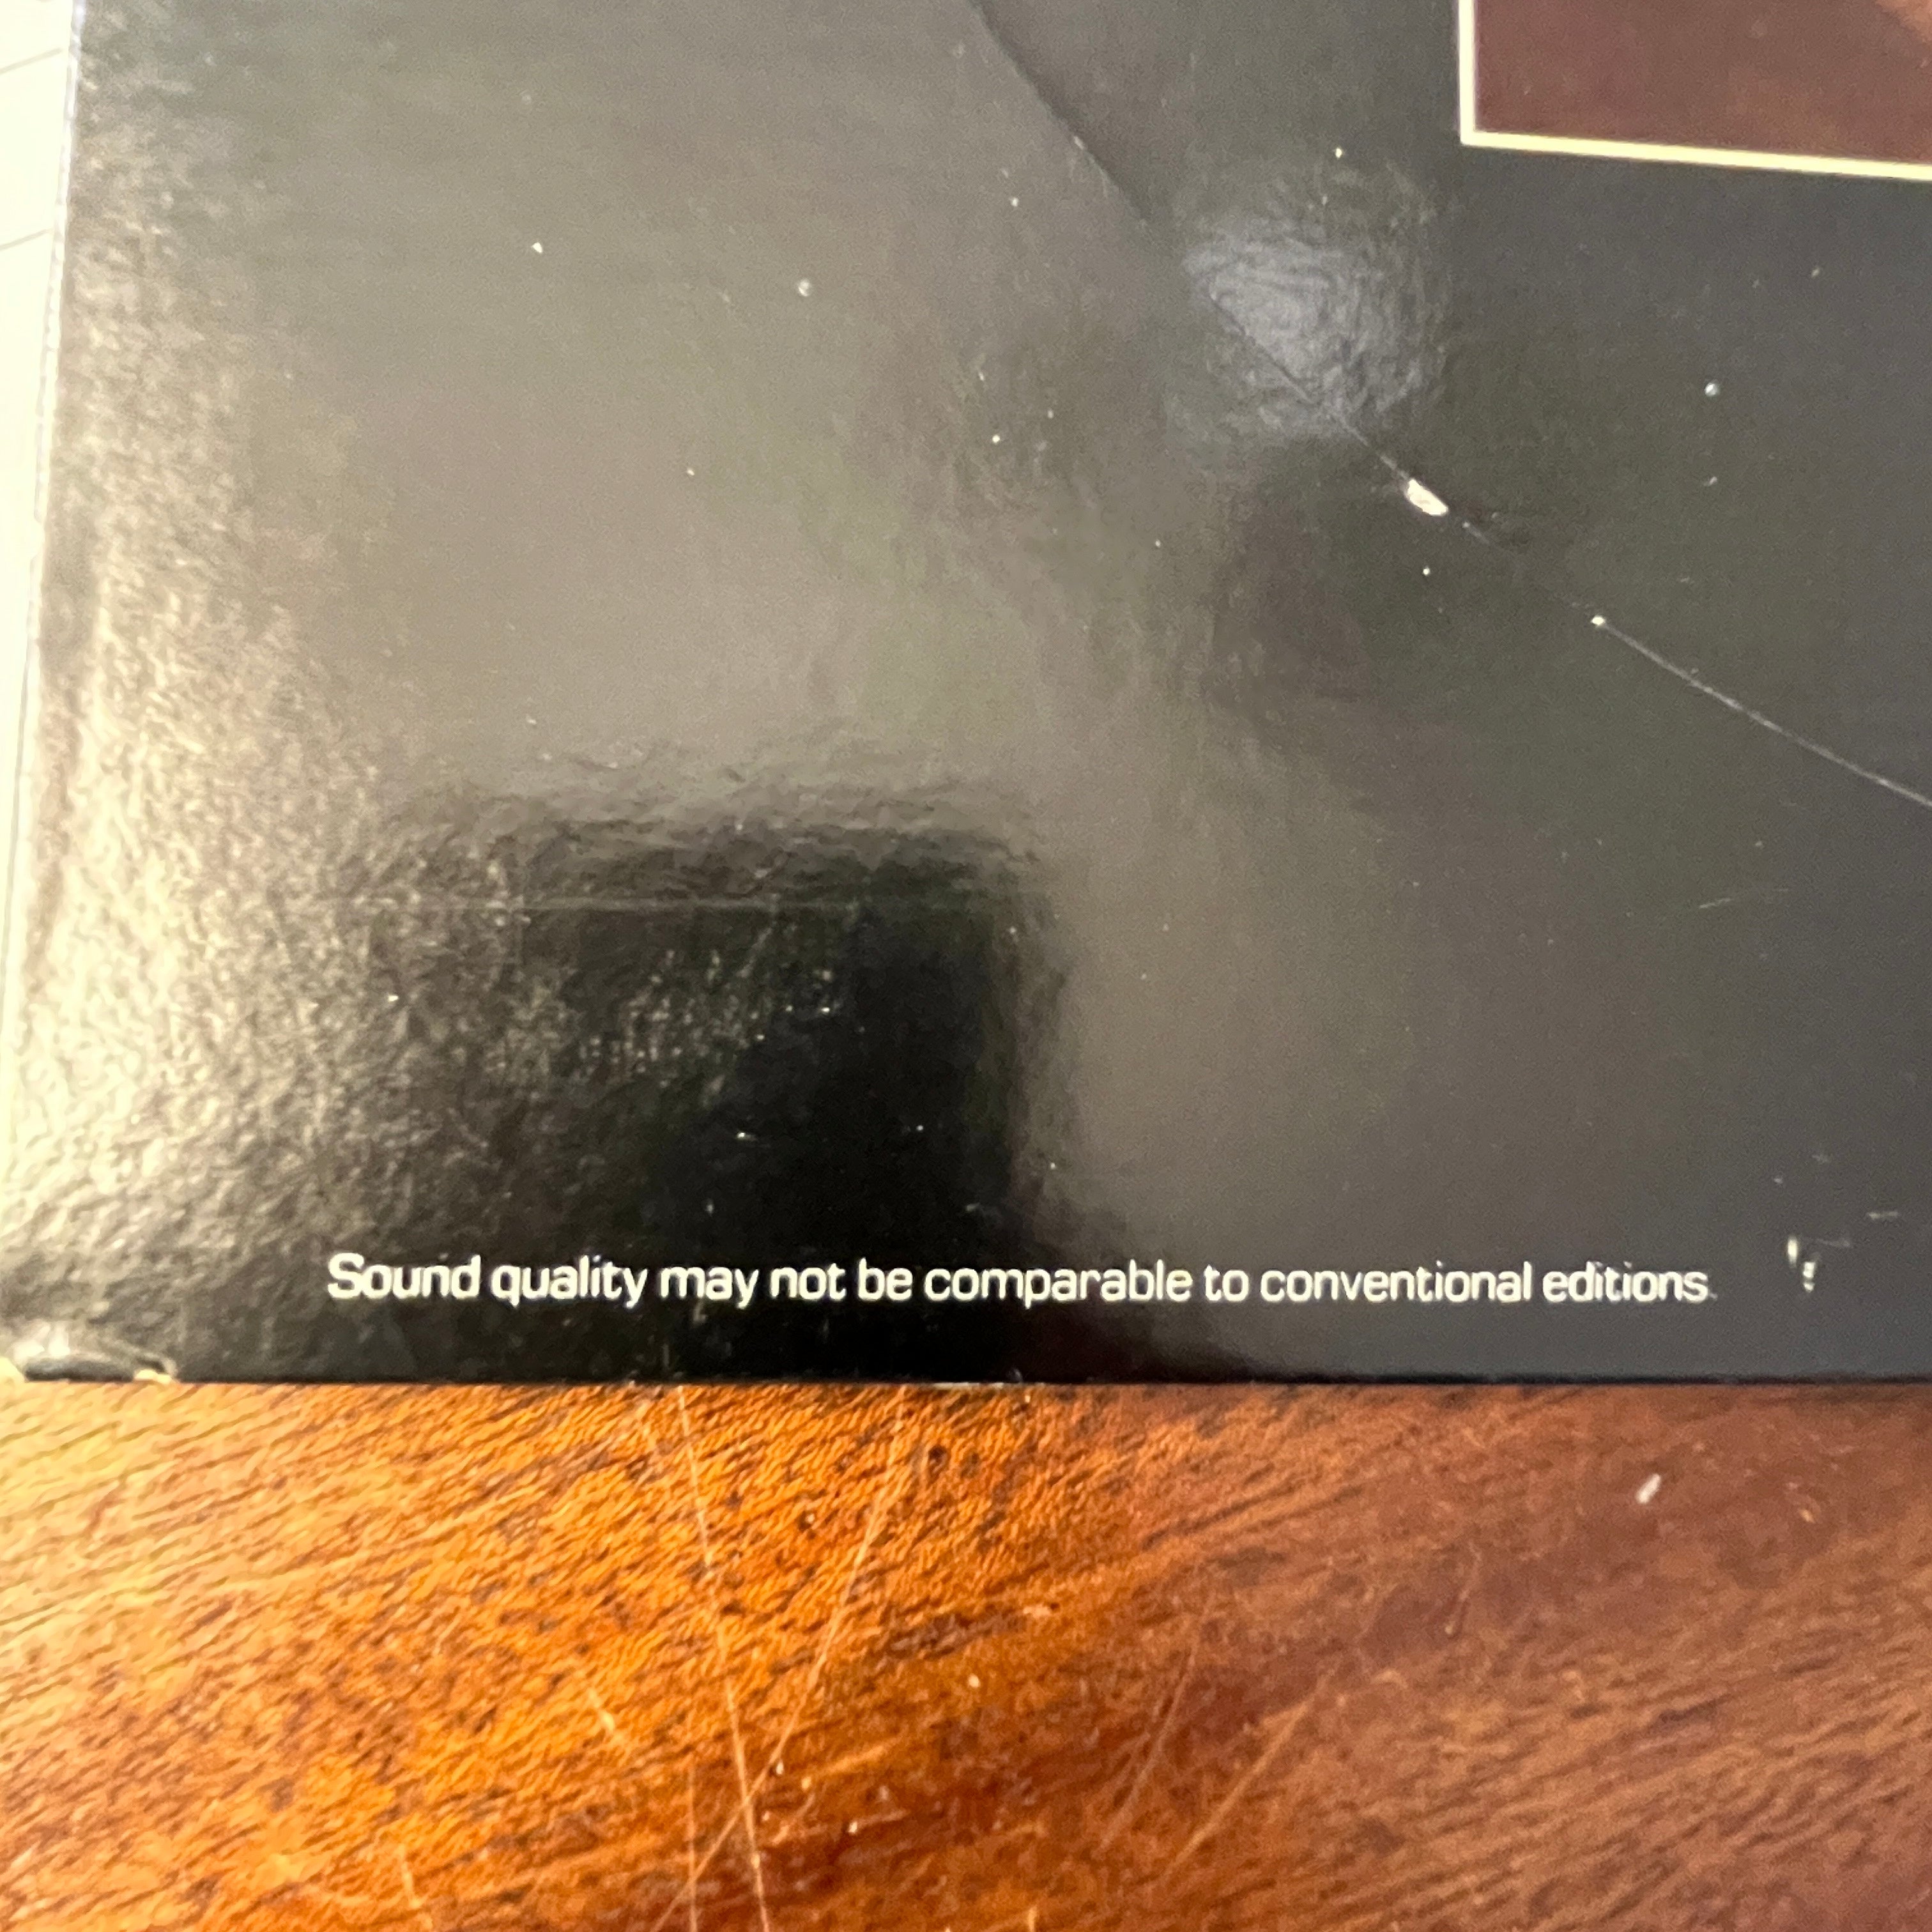 Sound quality may not be comparable to conventional editions.